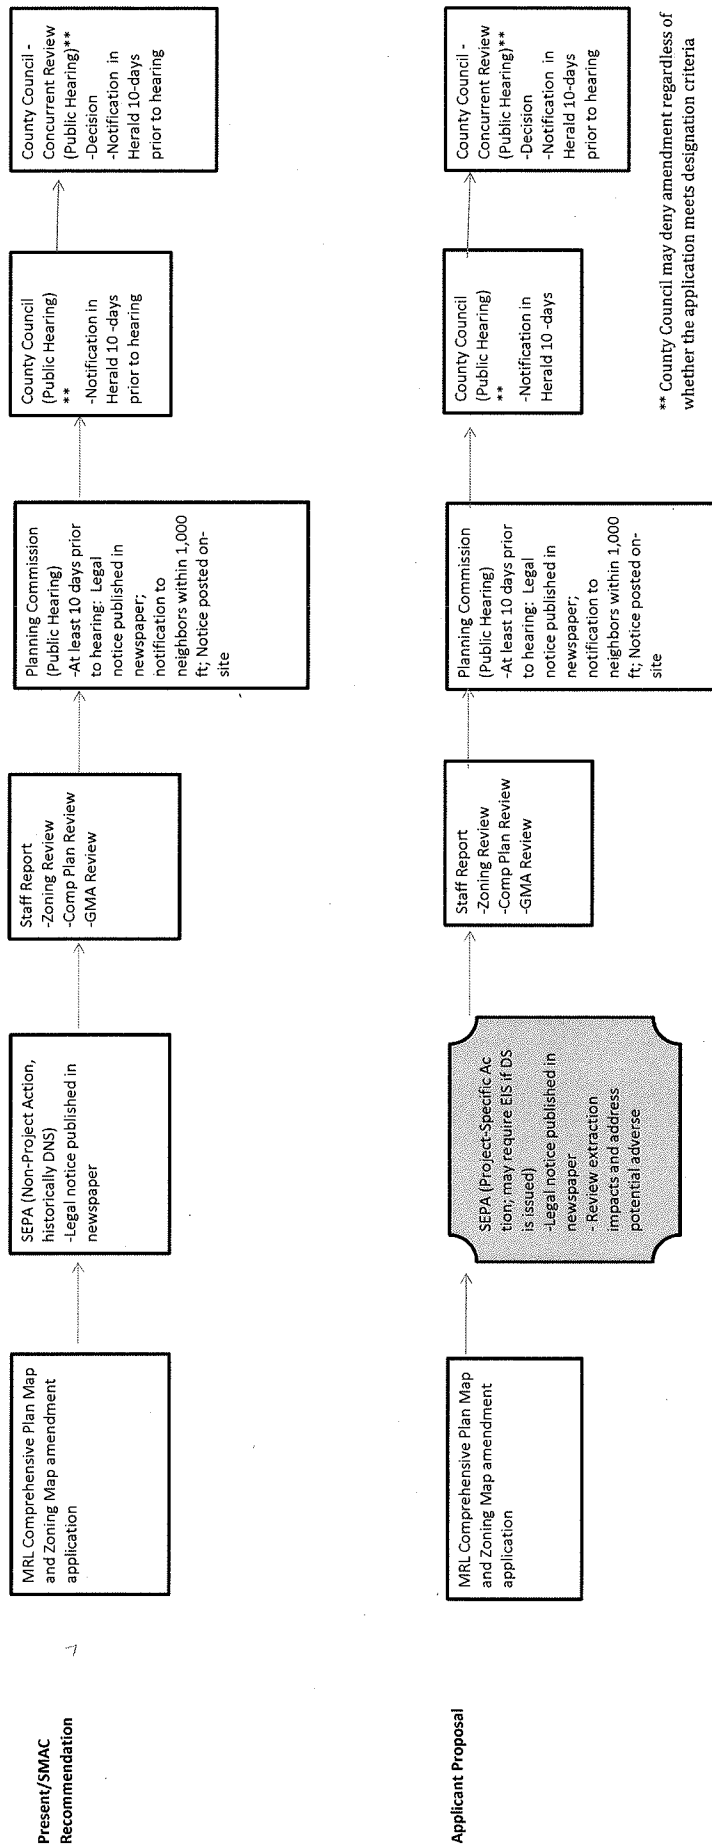 Present/SMAC
Recommendation
MRL Comprehensive Plan Map
and Zoning Map amendment
application
SEPA (Non-Project Action,
historically DNS)
-Legal notice published in
newspaper
Staff Report
-Zoning Review
-Comp Plan Review
-GMA Review
Planning Commission
(Public Hearing)
-At least 10 days prior
to hearing: Legal
notice published in
newspaper;
notification to
neighbors within 1,000
ft; Notice posted on-
site
County Council
(Public Hearing)
**
-Notification in
Herald 10 -days
prior to hearing
County Council -
Concurrent Review
(Public Hearing)**
-Decision
-Notification in
Herald 10-days
prior to hearing
Applicant Proposal
MRL Comprehensive Plan Map
and Zoning Map amendment
application
SEPA (Project-Specific Ac
tion; may require EIS if DS
is issued)
-Legal notice published in
newspaper
- Review extraction
impacts and address
potential adverse
Staff Report
-Zoning Review
-Comp Plan Review
-GMA Review
Planning Commission
(Public Hearing)
-At least 10 days prior
to hearing: Legal
notice published in
newspaper;
notification to
neighbors within 1,000
ft; Notice posted on-
site
County Council
(Public Hearing)
**
-Notification in
Herald 10 -days
County Council -
Concurrent Review
(Public Hearing)**
-Decision
-Notification in
Herald 10-days
prior to hearing
** County Council may deny amendment regardless of
whether the application meets designation criteria